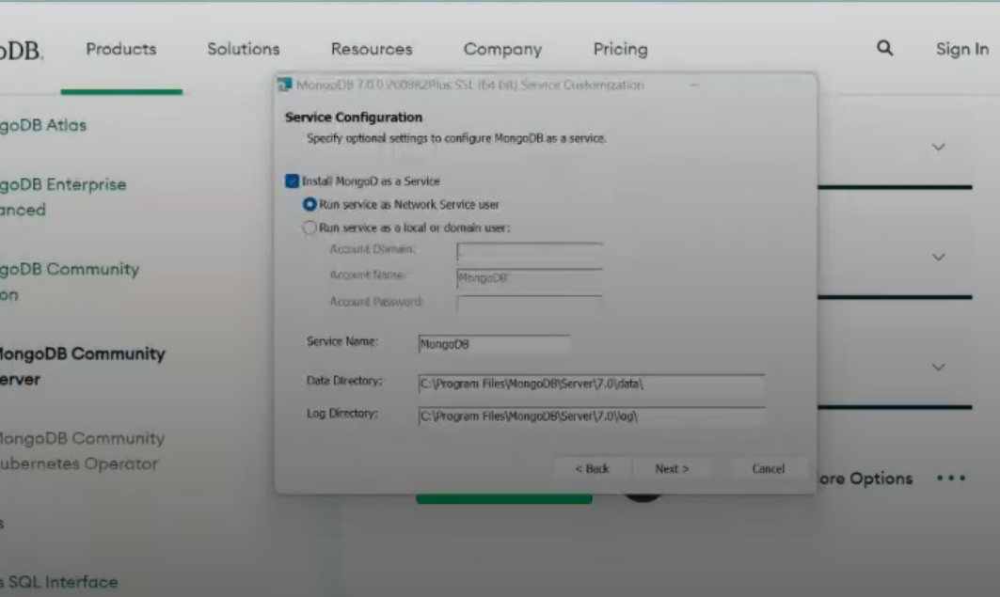 oDB.
Products
Solutions
Resources
Company
Pricing
Sign In
goDB Atlas
goDB Enterprise
anced
goDB Community
on
MongoDB Community
erver
MongoDB Community
ubernetes Operator
s
s SQL Interface
MongoDB 7.0.0 2008R2Plus SSL (64 bit) Service Customization
Service Configuration
Specify optional settings to configure MongoDB as a service.
Install MongoD as a Service
Run service as Network Service user
Run service as a local or domain user:
Account Domain:
.
Account Name:
MongoDB
Account Password:
Service Name:
MongoDB
Data Directory:
C:\Program Files\MongoDB\Server\7.0\data\
Log Directory:
C:\Program Files\MongoDB\Server\7.0\log\
< Back
Next >
Cancel
ore Options